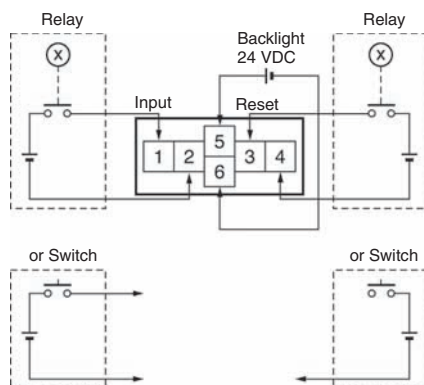 Relay
Relay
Backlight
24 VDC
X
X
Input
Reset
5
1 2 3 4
6
or Switch
or Switch